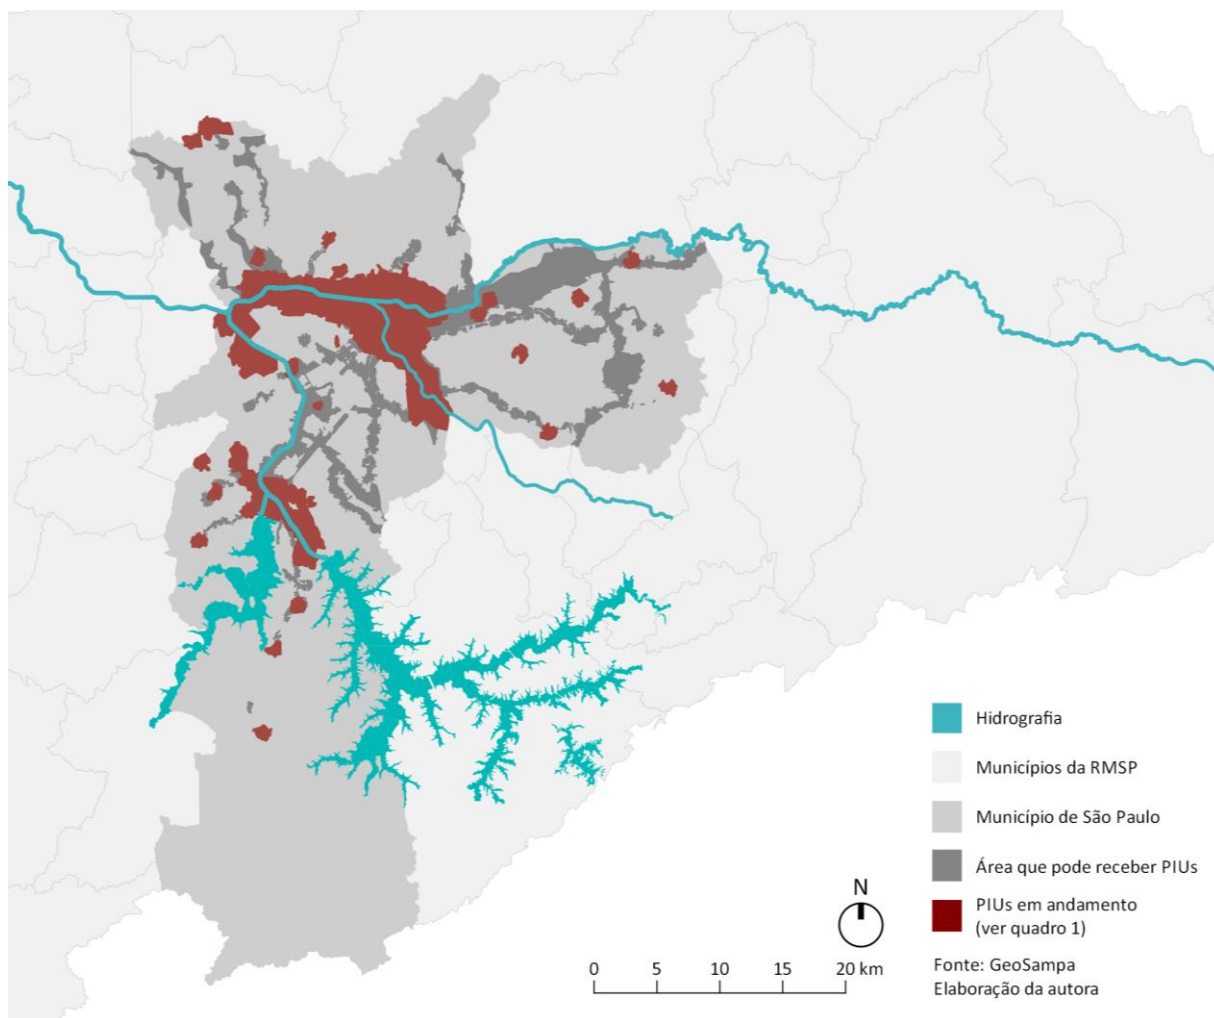 Hidrografia
Municípios da RMSP
Município de São Paulo
Área que pode receber PIUs
PIUs em andamento
(ver quadro 1)
N
0 5 10 15 20 km
Fonte: GeoSampa
Elaboração da autora